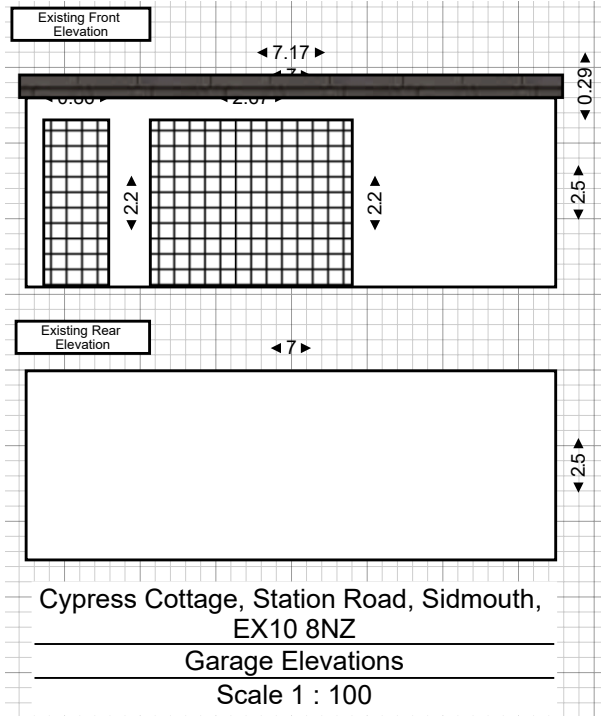 Existing Front
Elevation
7.17
0.29
2.2
2.2
2.5
Existing Rear
Elevation
7
2.5
Cypress Cottage, Station Road, Sidmouth,
EX10 8NZ
Garage Elevations
Scale 1 : 100